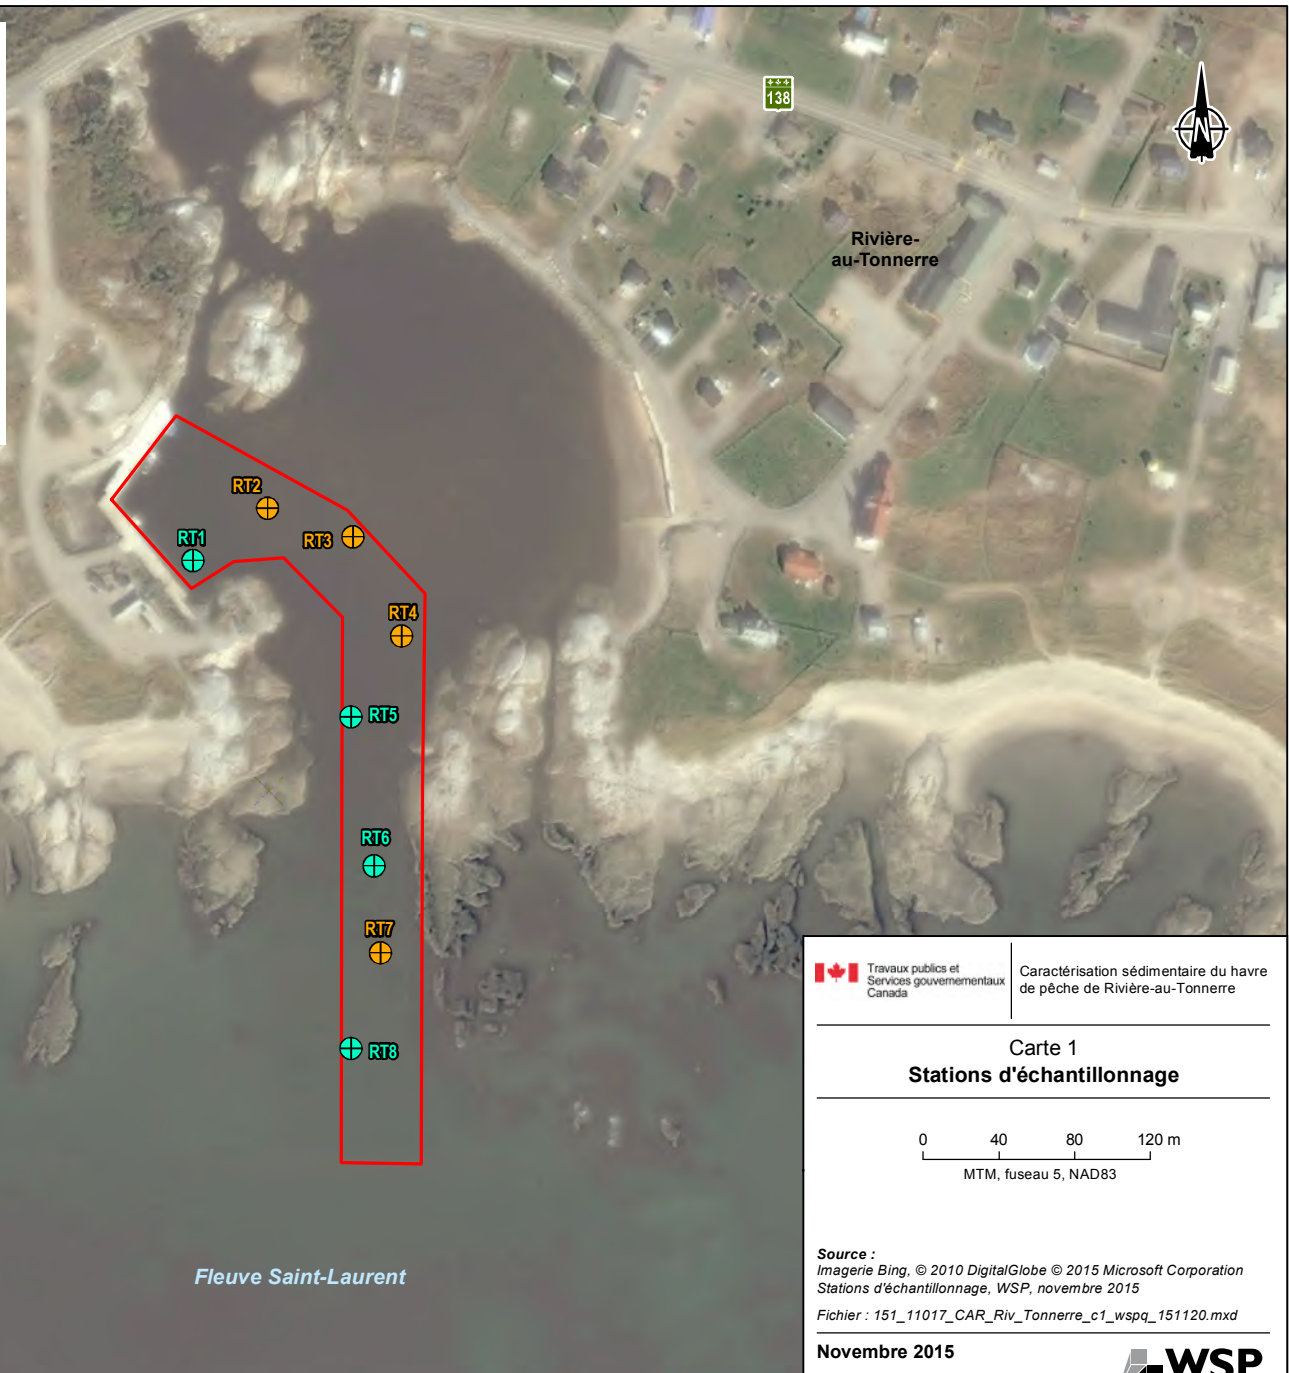 138
N
Rivière-
au-Tonnerre
RT2
RT3
RT1
RT4
RT5
RT6
RT7
RT8
Fleuve Saint-Laurent
Travaux publics et
Services gouvernementaux
Canada
Caractérisation sédimentaire du havre
de pêche de Rivière-au-Tonnerre
Carte 1
Stations d'échantillonnage
0 40 80 120 m
MTM, fuseau 5, NAD83
Source :
Imagerie Bing, © 2010 DigitalGlobe © 2015 Microsoft Corporation
Stations d'échantillonnage, WSP, novembre 2015
Fichier : 151_11017_CAR_Riv_Tonnerre_c1_wspq_151120.mxd
Novembre 2015
WSP